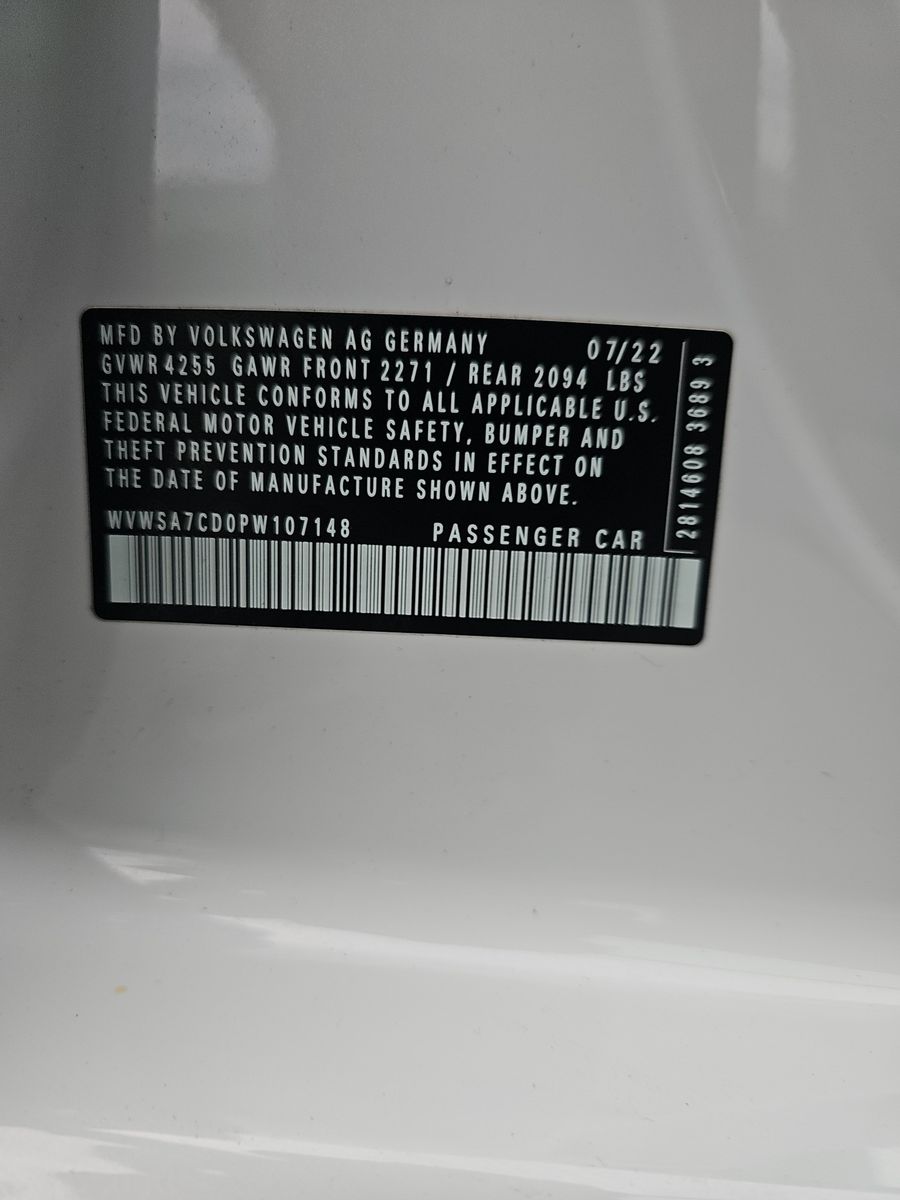 MFD BY VOLKSWAGEN AG GERMANY 07/22
GVWR 4255 GAWR FRONT 2271 / REAR 2094 LBS
THIS VEHICLE CONFORMS TO ALL APPLICABLE U.S.
FEDERAL MOTOR VEHICLE SAFETY, BUMPER AND
THEFT PREVENTION STANDARDS IN EFFECT ON
THE DATE OF MANUFACTURE SHOWN ABOVE.
WVWSA7CD0PW107148 PASSENGER CAR
2814608 3689 3